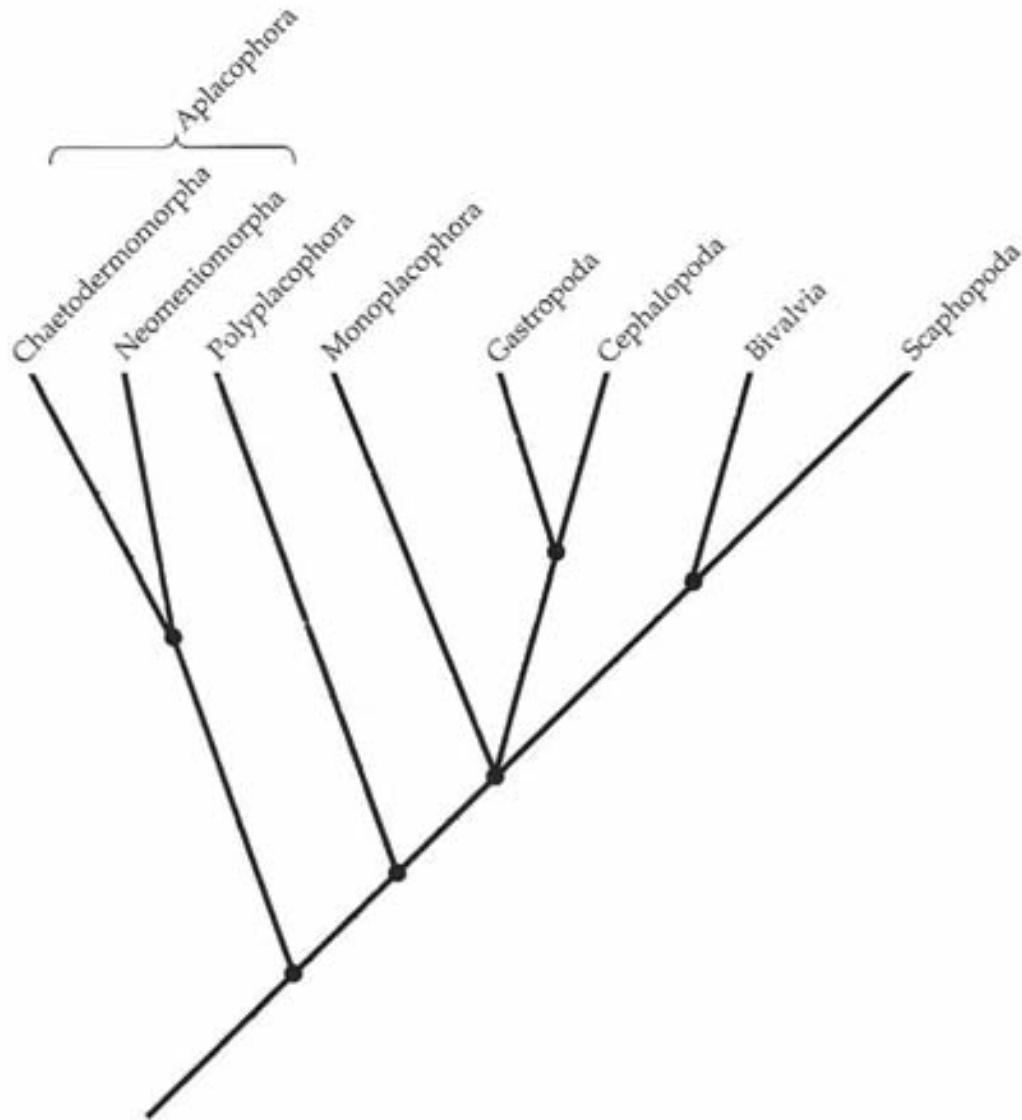 Aplacophora
Chaetodermomorpha
Neomeniomorpha
Polyplacophora
Monoplacophora
Gastropoda
Cephalopoda
Bivalvia
Scaphopoda